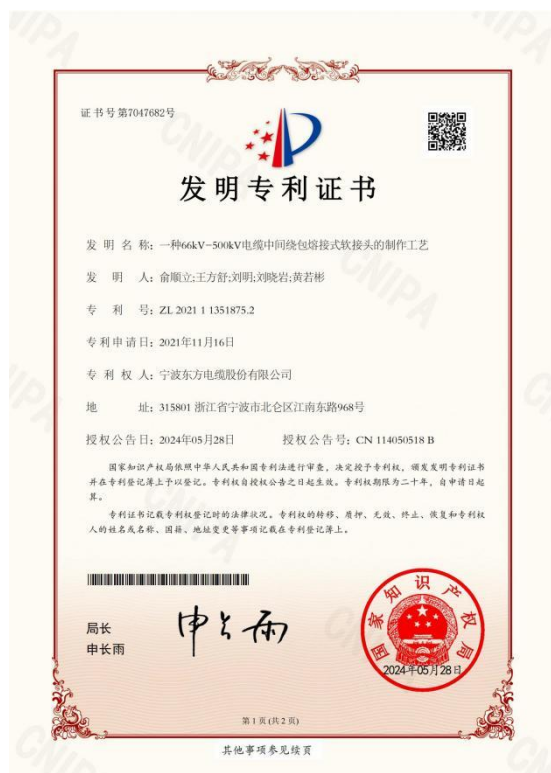 证书号第7047682号
发明专利证书
发明名称：一种66kV-500kV电缆中间绕包熔接式软接头的制作工艺
发明人：俞顺立;王方舒;刘明;刘晓岩;黄若彬
专利号：ZL 2021 1 1351875.2
专利申请日：2021年11月16日
专利权人：宁波东方电缆股份有限公司
地址：315801 浙江省宁波市北仑区江南东路968号
授权公告日：2024年05月28日 授权公告号：CN 114050518 B
国家知识产权局依照中华人民共和国专利法进行审查，决定授予专利权，颁发发明专利证书
并在专利登记簿上予以登记。专利权自授权公告之日起生效。专利权期限为二十年，自申请日起
算。
专利证书记载专利权登记时的法律状况。专利权的转移、质押、无效、终止、恢复和专利权
人的姓名或名称、国籍、地址变更等事项记载在专利登记簿上。
局长
申长雨
申长雨
国家知识产权局
2024年05月28日
第1页(共2页)
其他事项参见续页
CNIPA